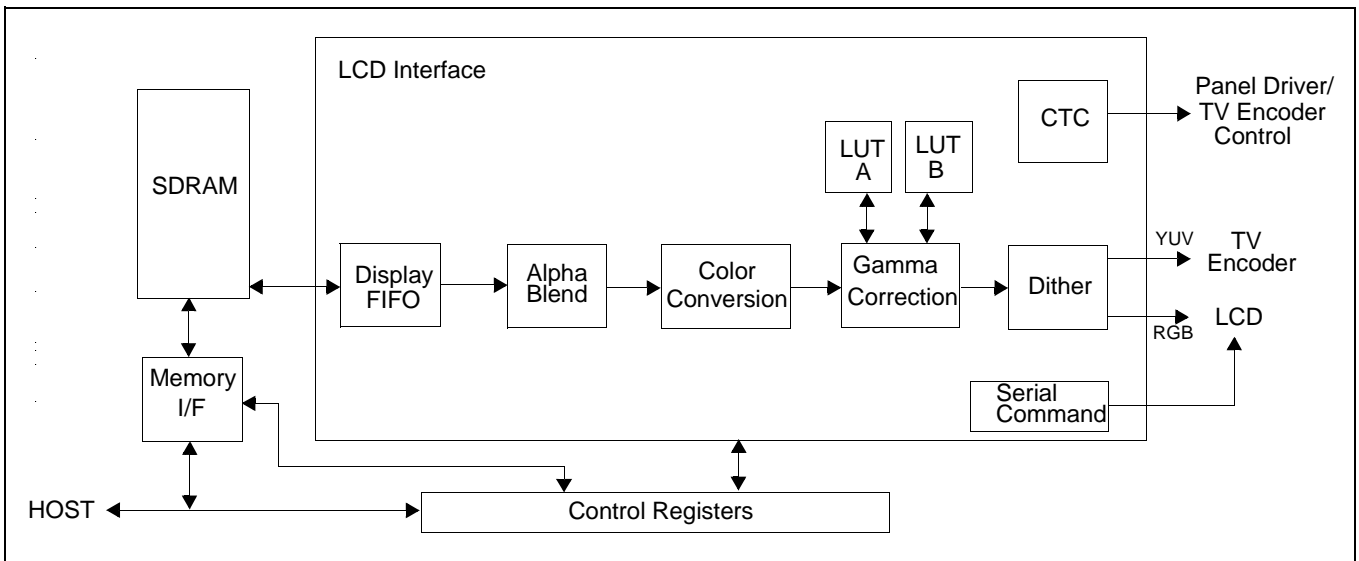 LCD Interface
SDRAM
CTC
Panel Driver/
TV Encoder
Control
LUT
A
LUT
B
Display
FIFO
Alpha
Blend
Color
Conversion
Gamma
Correction
Dither
YUV
TV
Encoder
RGB
LCD
Memory
I/F
Serial
Command
HOST
Control Registers